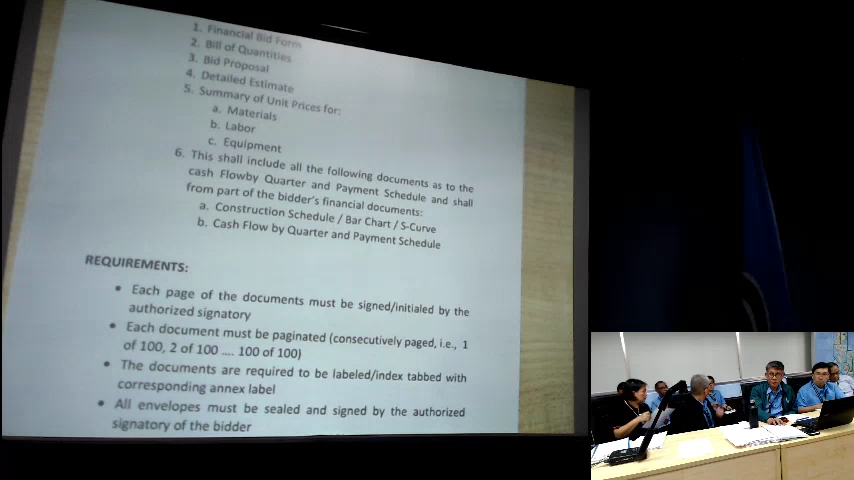 1. Financial Bid Form
2. Bill of Quantities
3. Bid Proposal
4. Detailed Estimate
5. Summary of Unit Prices for:
a. Materials
b. Labor
c. Equipment
6. This shall include all the following documents as to the
cash Flowby Quarter and Payment Schedule and shall
from part of the bidder's financial documents:
a. Construction Schedule / Bar Chart / S-Curve
b. Cash Flow by Quarter and Payment Schedule
REQUIREMENTS:
• Each page of the documents must be signed/initialed by the
authorized signatory
• Each document must be paginated (consecutively paged, i.e., 1
of 100, 2 of 100 .... 100 of 100)
• The documents are required to be labeled/index tabbed with
corresponding annex label
• All envelopes must be sealed and signed by the authorized
signatory of the bidder